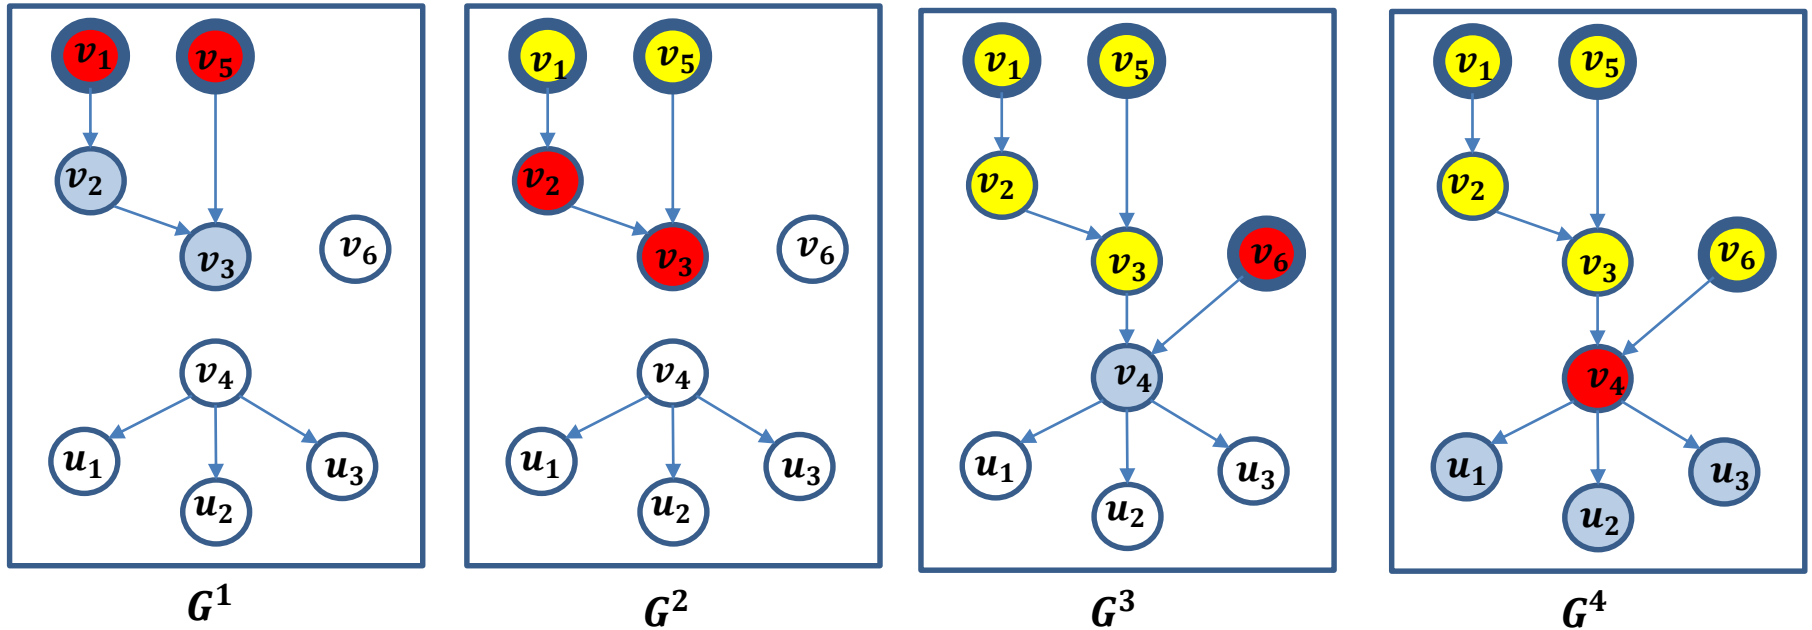 v₁ v₅ v₂ v₃ v₆ v₄ u₁ u₂ u₃
G¹
v₁ v₅ v₂ v₃ v₆ v₄ u₁ u₂ u₃
G²
v₁ v₅ v₂ v₃ v₆ v₄ u₁ u₂ u₃
G³
v₁ v₅ v₂ v₃ v₆ v₄ u₁ u₂ u₃
G⁴